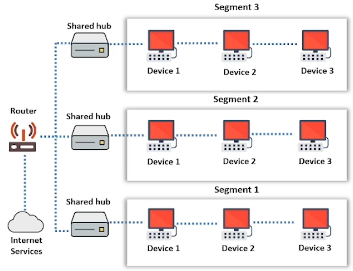 Segment 3
Shared hub
Device 1 Device 2 Device 3
Segment 2
Router
Shared hub
Device 1 Device 2 Device 3
Segment 1
Shared hub
Internet
Services
Device 1 Device 2 Device 3